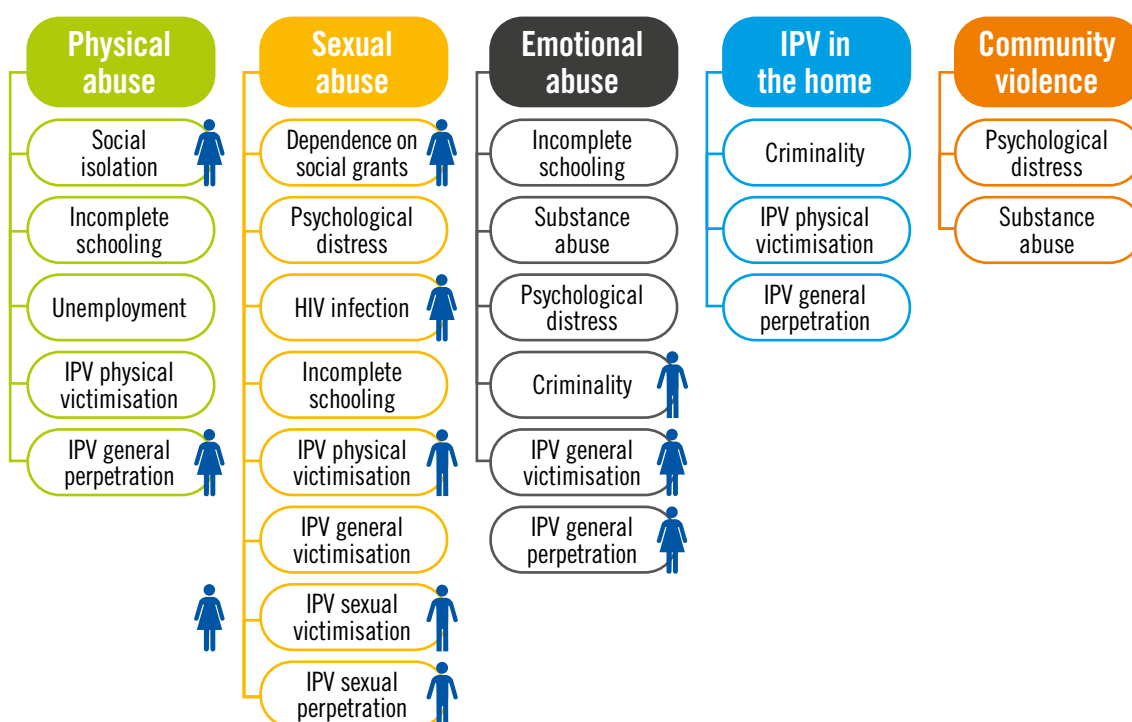 Physical
abuse
Social
isolation
Incomplete
schooling
Unemployment
IPV physical
victimisation
IPV general
perpetration
Sexual
abuse
Dependence on
social grants
Psychological
distress
HIV infection
Incomplete
schooling
IPV physical
victimisation
IPV general
victimisation
IPV sexual
victimisation
IPV sexual
perpetration
Emotional
abuse
Incomplete
schooling
Substance
abuse
Psychological
distress
Criminality
IPV general
victimisation
IPV general
perpetration
IPV in
the home
Criminality
IPV physical
victimisation
IPV general
perpetration
Community
violence
Psychological
distress
Substance
abuse